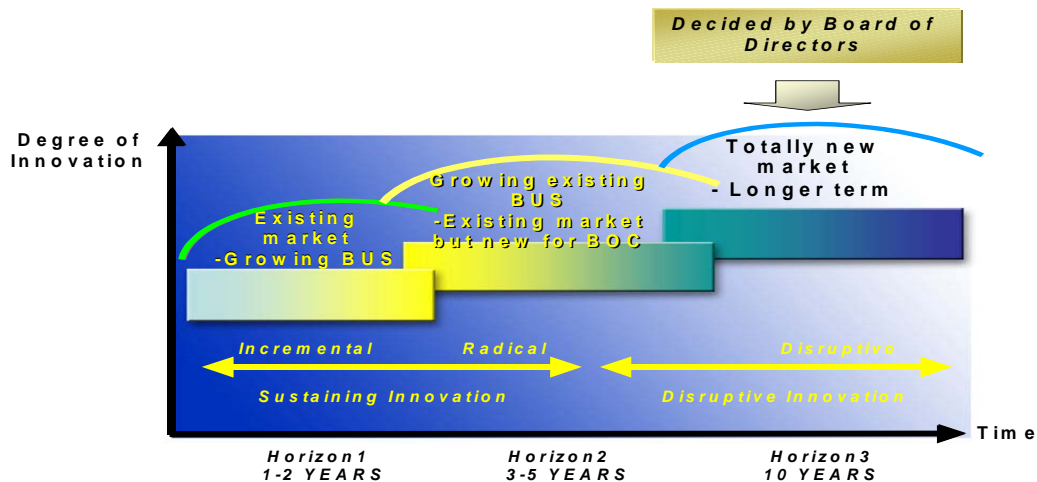 Decided by Board of
Directors
Degree of
Innovation
Totally new
market
- Longer term
Growing existing
BUS
-Existing market
but new for BOC
Existing
market
-Growing BUS
Incremental
Radical
Disruptive
Sustaining Innovation
Disruptive Innovation
Time
Horizon1
1-2 YEARS
Horizon2
3-5 YEARS
Horizon3
10 YEARS